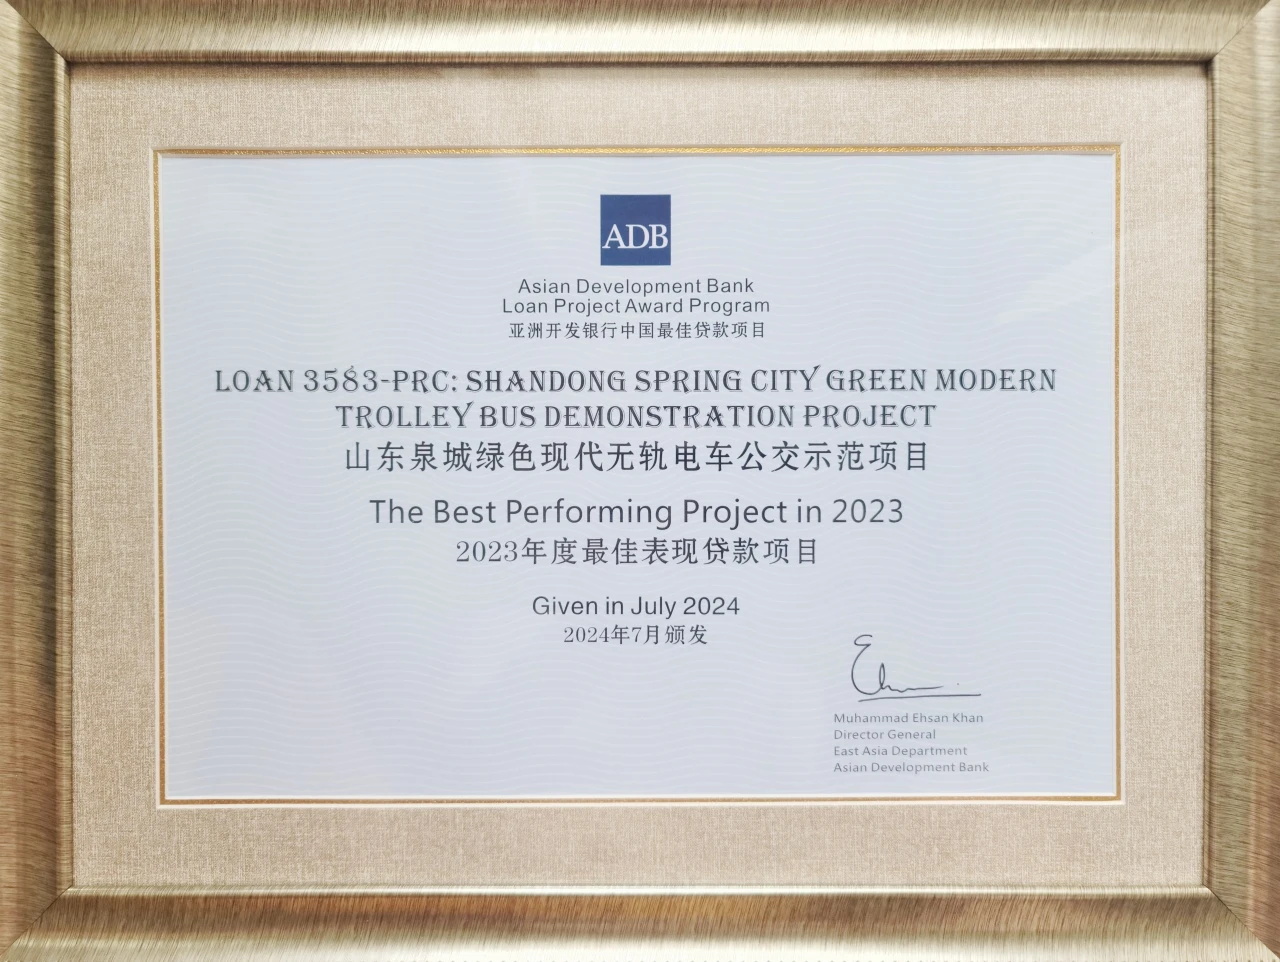 ADB
Asian Development Bank
Loan Project Award Program
亚洲开发银行中国最佳贷款项目
LOAN 3583-PRC: SHANDONG SPRING CITY GREEN MODERN
TROLLEY BUS DEMONSTRATION PROJECT
山东泉城绿色现代无轨电车公交示范项目
The Best Performing Project in 2023
2023年度最佳表现贷款项目
Given in July 2024
2024年7月颁发
Muhammad Ehsan Khan
Director General
East Asia Department
Asian Development Bank